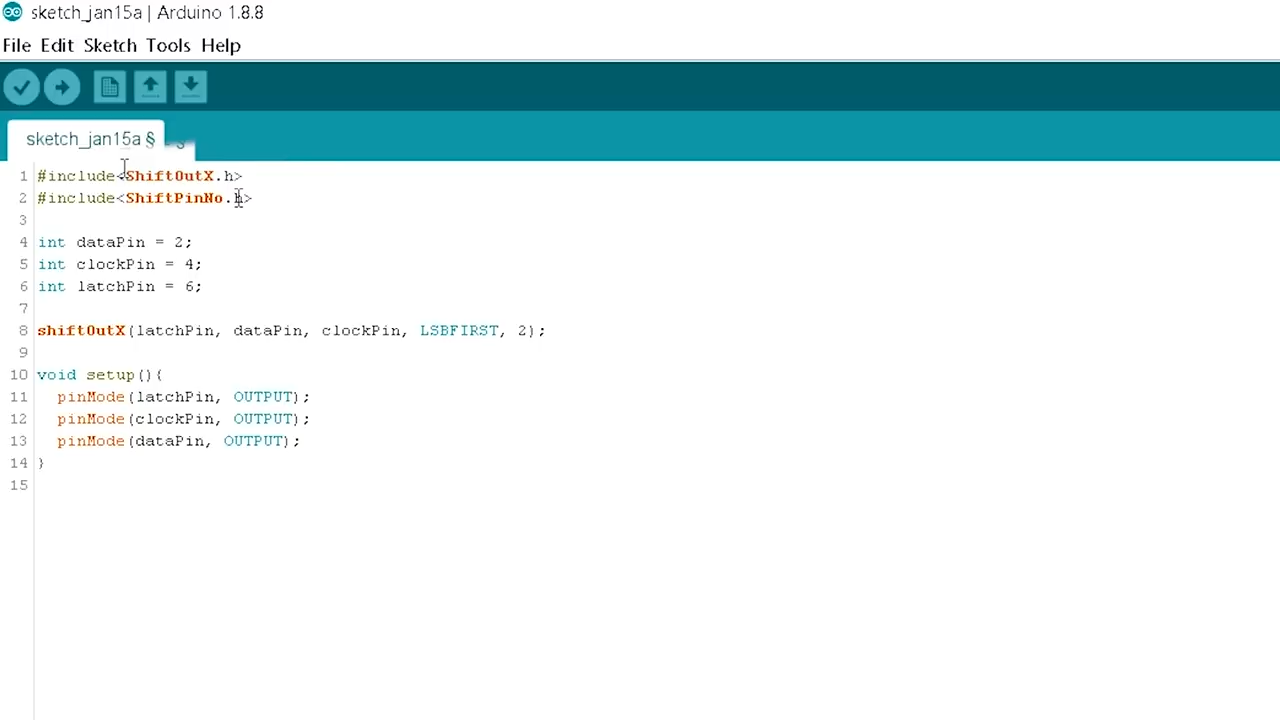 sketch_jan15a | Arduino 1.8.8
File Edit Sketch Tools Help
sketch_jan15a §
1 #include<ShiftOutX.h>
2 #include<ShiftPinNo.h>
3
4 int dataPin = 2;
5 int clockPin = 4;
6 int latchPin = 6;
7
8 shiftOutX(latchPin, dataPin, clockPin, LSBFIRST, 2);
9
10 void setup(){
11 pinMode(latchPin, OUTPUT);
12 pinMode(clockPin, OUTPUT);
13 pinMode(dataPin, OUTPUT);
14 }
15